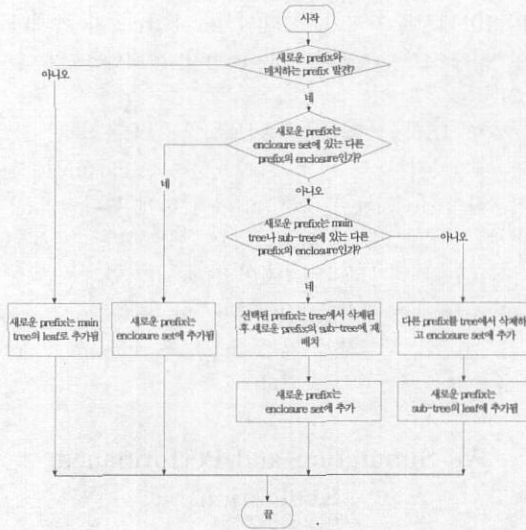 시작
새로운 prefix와
매치하는 prefix 발견?
아니오
네
새로운 prefix는
enclosure set에 있는 다른
prefix의 enclosure인가?
네
아니오
새로운 prefix는 main
tree나 sub-tree에 있는 다른
prefix의 enclosure인가?
아니오
네
새로운 prefix는 main
tree의 leaf로 추가됨
새로운 prefix는
enclosure set에 추가됨
선택된 prefix는 tree에서 삭제된
후 새로운 prefix의 sub-tree에 재
배치
다른 prefix를 tree에서 삭제하
고 enclosure set에 추가
새로운 prefix는
enclosure set에 추가
새로운 prefix는
sub-tree의 leaf에 추가됨
끝